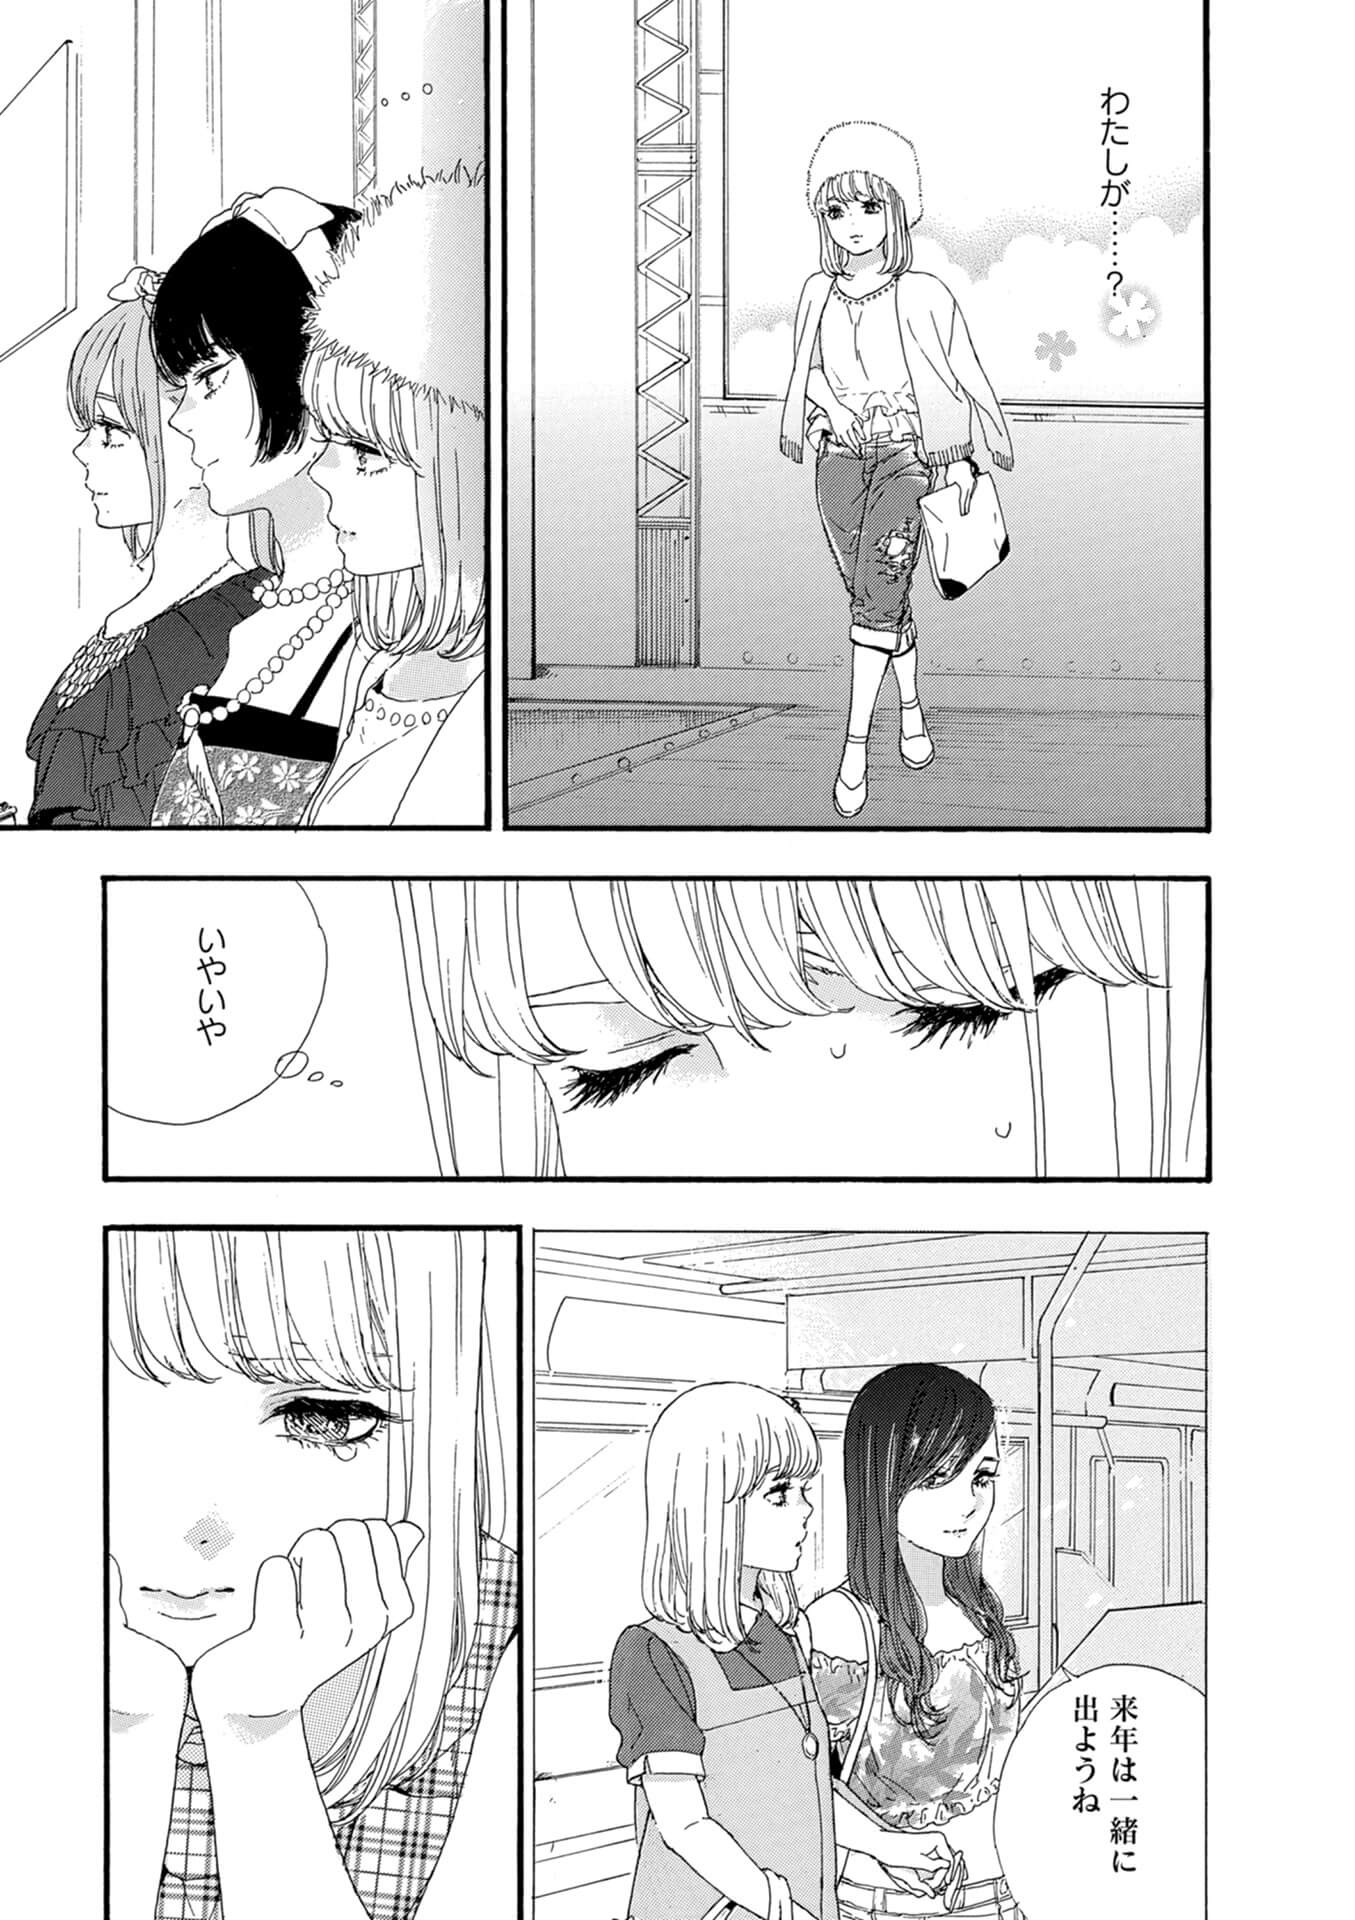 わたしが……？
…
いやいや
来年は一緒に
出ようね